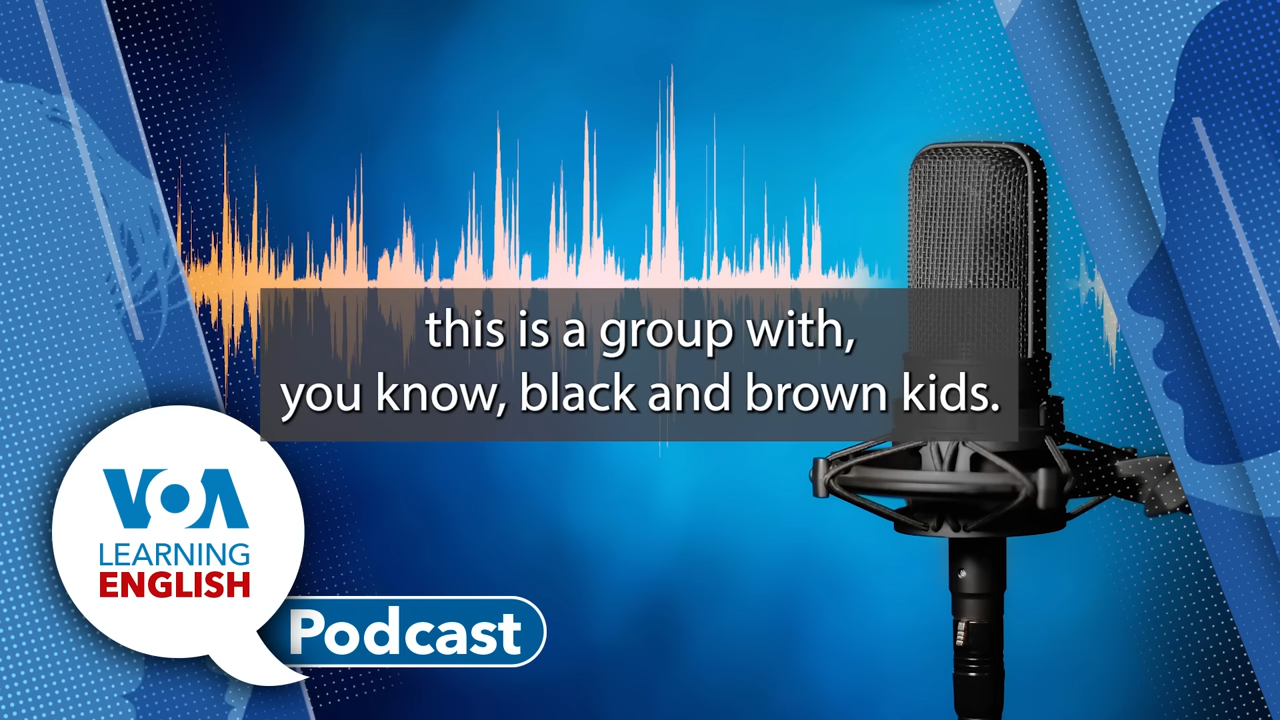 this is a group with,
you know, black and brown kids.
VOA
LEARNING
ENGLISH
Podcast